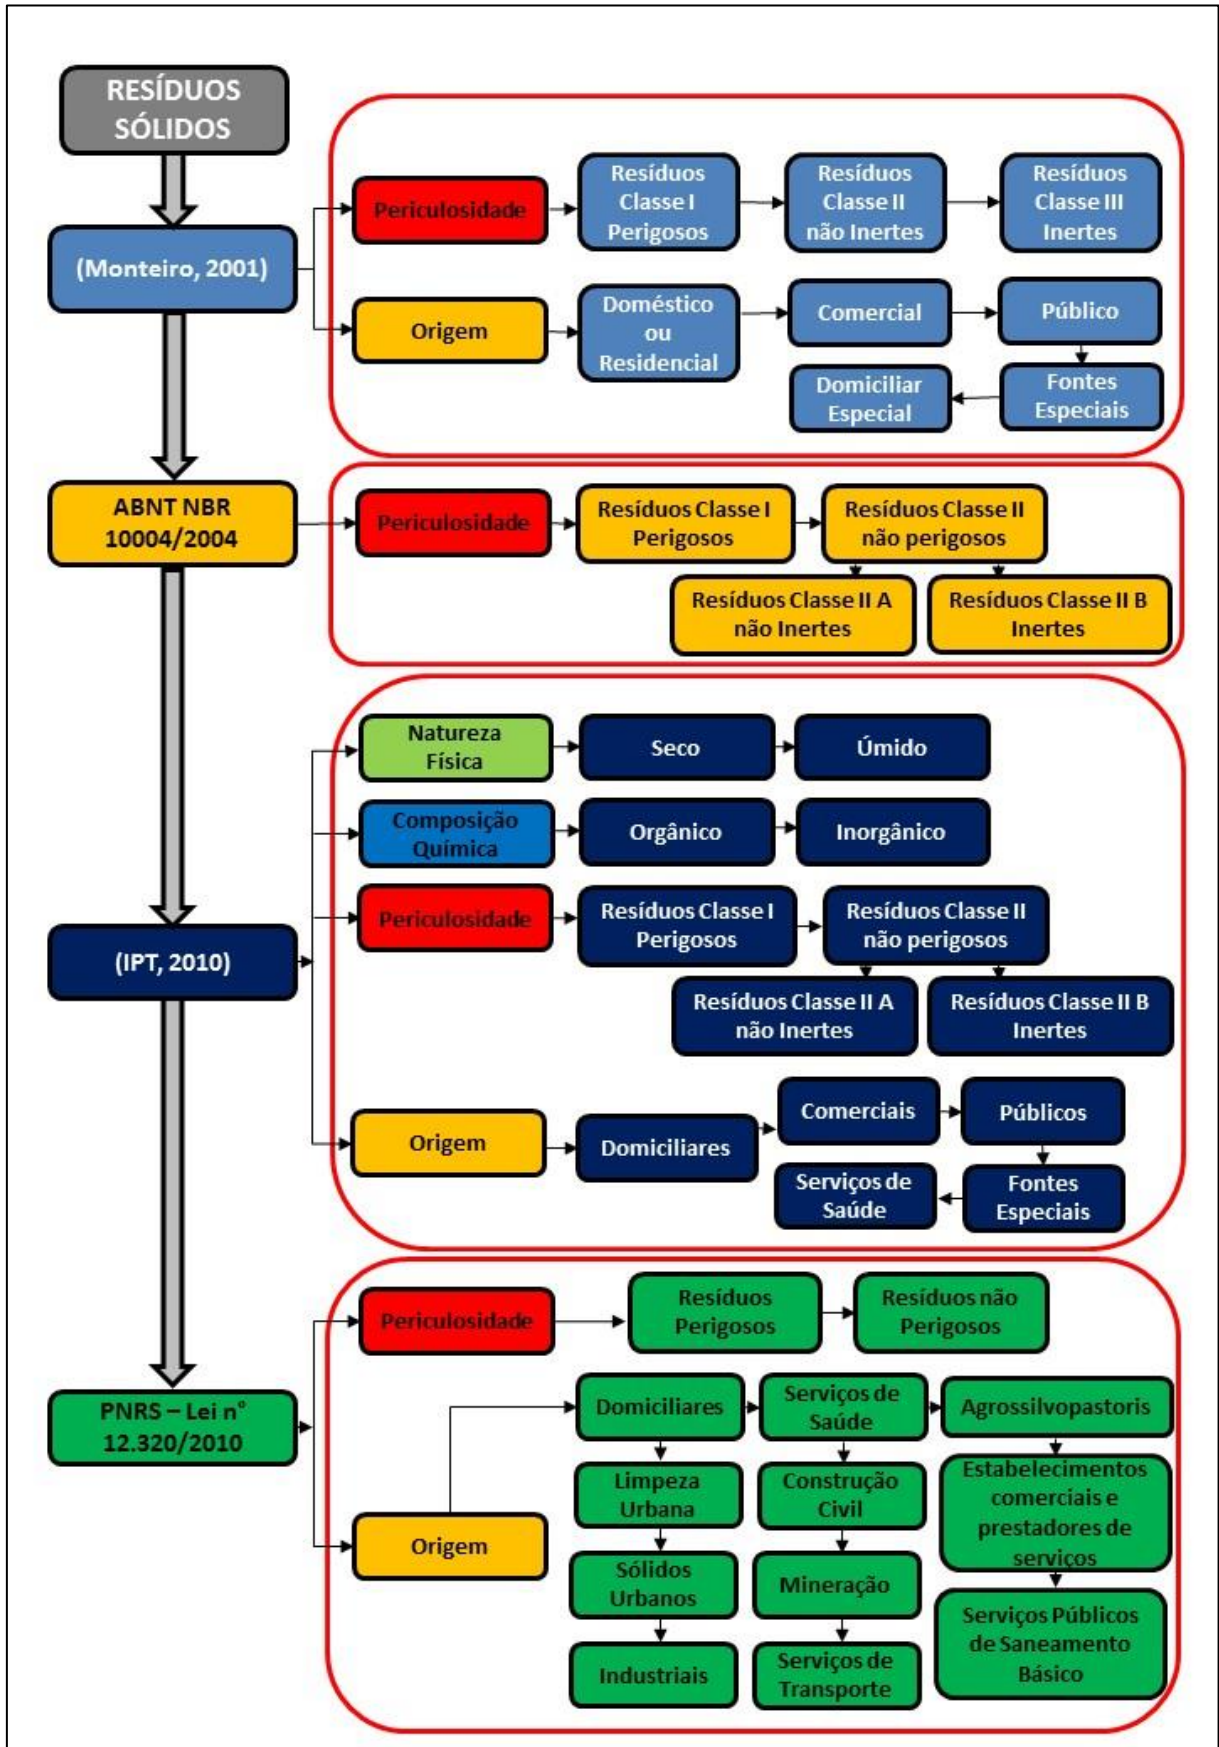 RESÍDUOS
SÓLIDOS
(Monteiro, 2001)
Periculosidade
Resíduos
Classe I
Perigosos
Resíduos
Classe II
não Inertes
Resíduos
Classe III
Inertes
Origem
Doméstico
ou
Residencial
Comercial
Público
Fontes
Especiais
Domiciliar
Especial
ABNT NBR
10004/2004
Periculosidade
Resíduos Classe I
Perigosos
Resíduos Classe II
não perigosos
Resíduos Classe II A
não Inertes
Resíduos Classe II B
Inertes
(IPT, 2010)
Natureza
Física
Seco
Úmido
Composição
Química
Orgânico
Inorgânico
Periculosidade
Resíduos Classe I
Perigosos
Resíduos Classe II
não perigosos
Resíduos Classe II A
não Inertes
Resíduos Classe II B
Inertes
Origem
Domiciliares
Comerciais
Públicos
Fontes
Especiais
Serviços de
Saúde
PNRS – Lei n°
12.320/2010
Periculosidade
Resíduos
Perigosos
Resíduos não
Perigosos
Origem
Domiciliares
Limpeza
Urbana
Sólidos
Urbanos
Industriais
Serviços de
Saúde
Construção
Civil
Mineração
Serviços de
Transporte
Agrossilvopastoris
Estabelecimentos
comerciais e
prestadores de
serviços
Serviços Públicos
de Saneamento
Básico